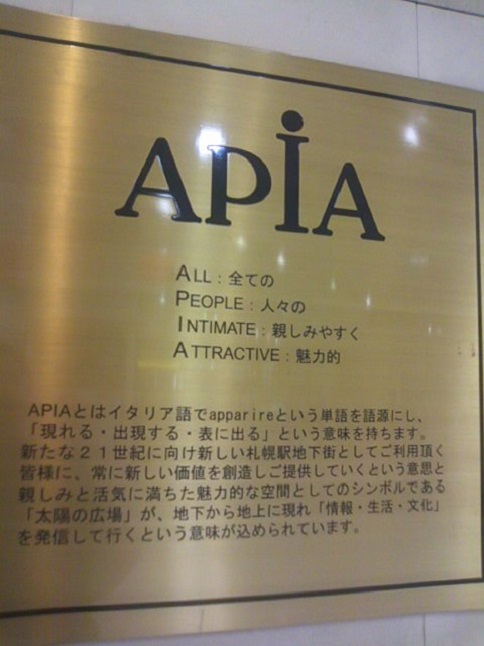 APiA
ALL：全ての
PEOPLE：人々の
INTIMATE：親しみやすく
ATTRACTIVE：魅力的
APIAとはイタリア語でapparireという単語を語源にし、
「現れる・出現する・表に出る」という意味を持ちます。
新たな２１世紀に向け新しい札幌駅地下街としてご利用頂く
皆様に、常に新しい価値を創造しご提供していくという意思と
親しみと活気に満ちた魅力的な空間としてのシンボルである
「太陽の広場」が、地下から地上に現れ「情報・生活・文化」
を発信して行くという意味が込められています。